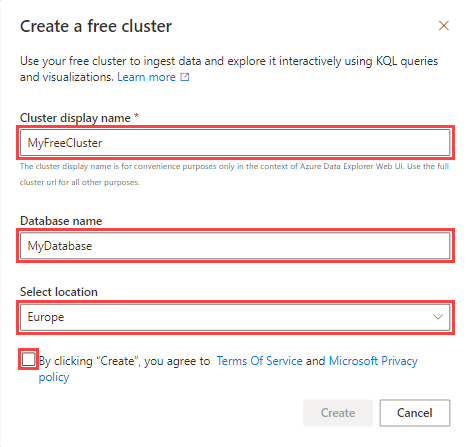 Create a free cluster
Use your free cluster to ingest data and explore it interactively using KQL queries
and visualizations. Learn more
Cluster display name *
MyFreeCluster
The cluster display name is for convenience purposes only in the context of Azure Data Explorer Web UI. Use the full
cluster url for all other purposes.
Database name
MyDatabase
Select location
Europe
By clicking "Create", you agree to Terms Of Service and Microsoft Privacy
policy
Create Cancel